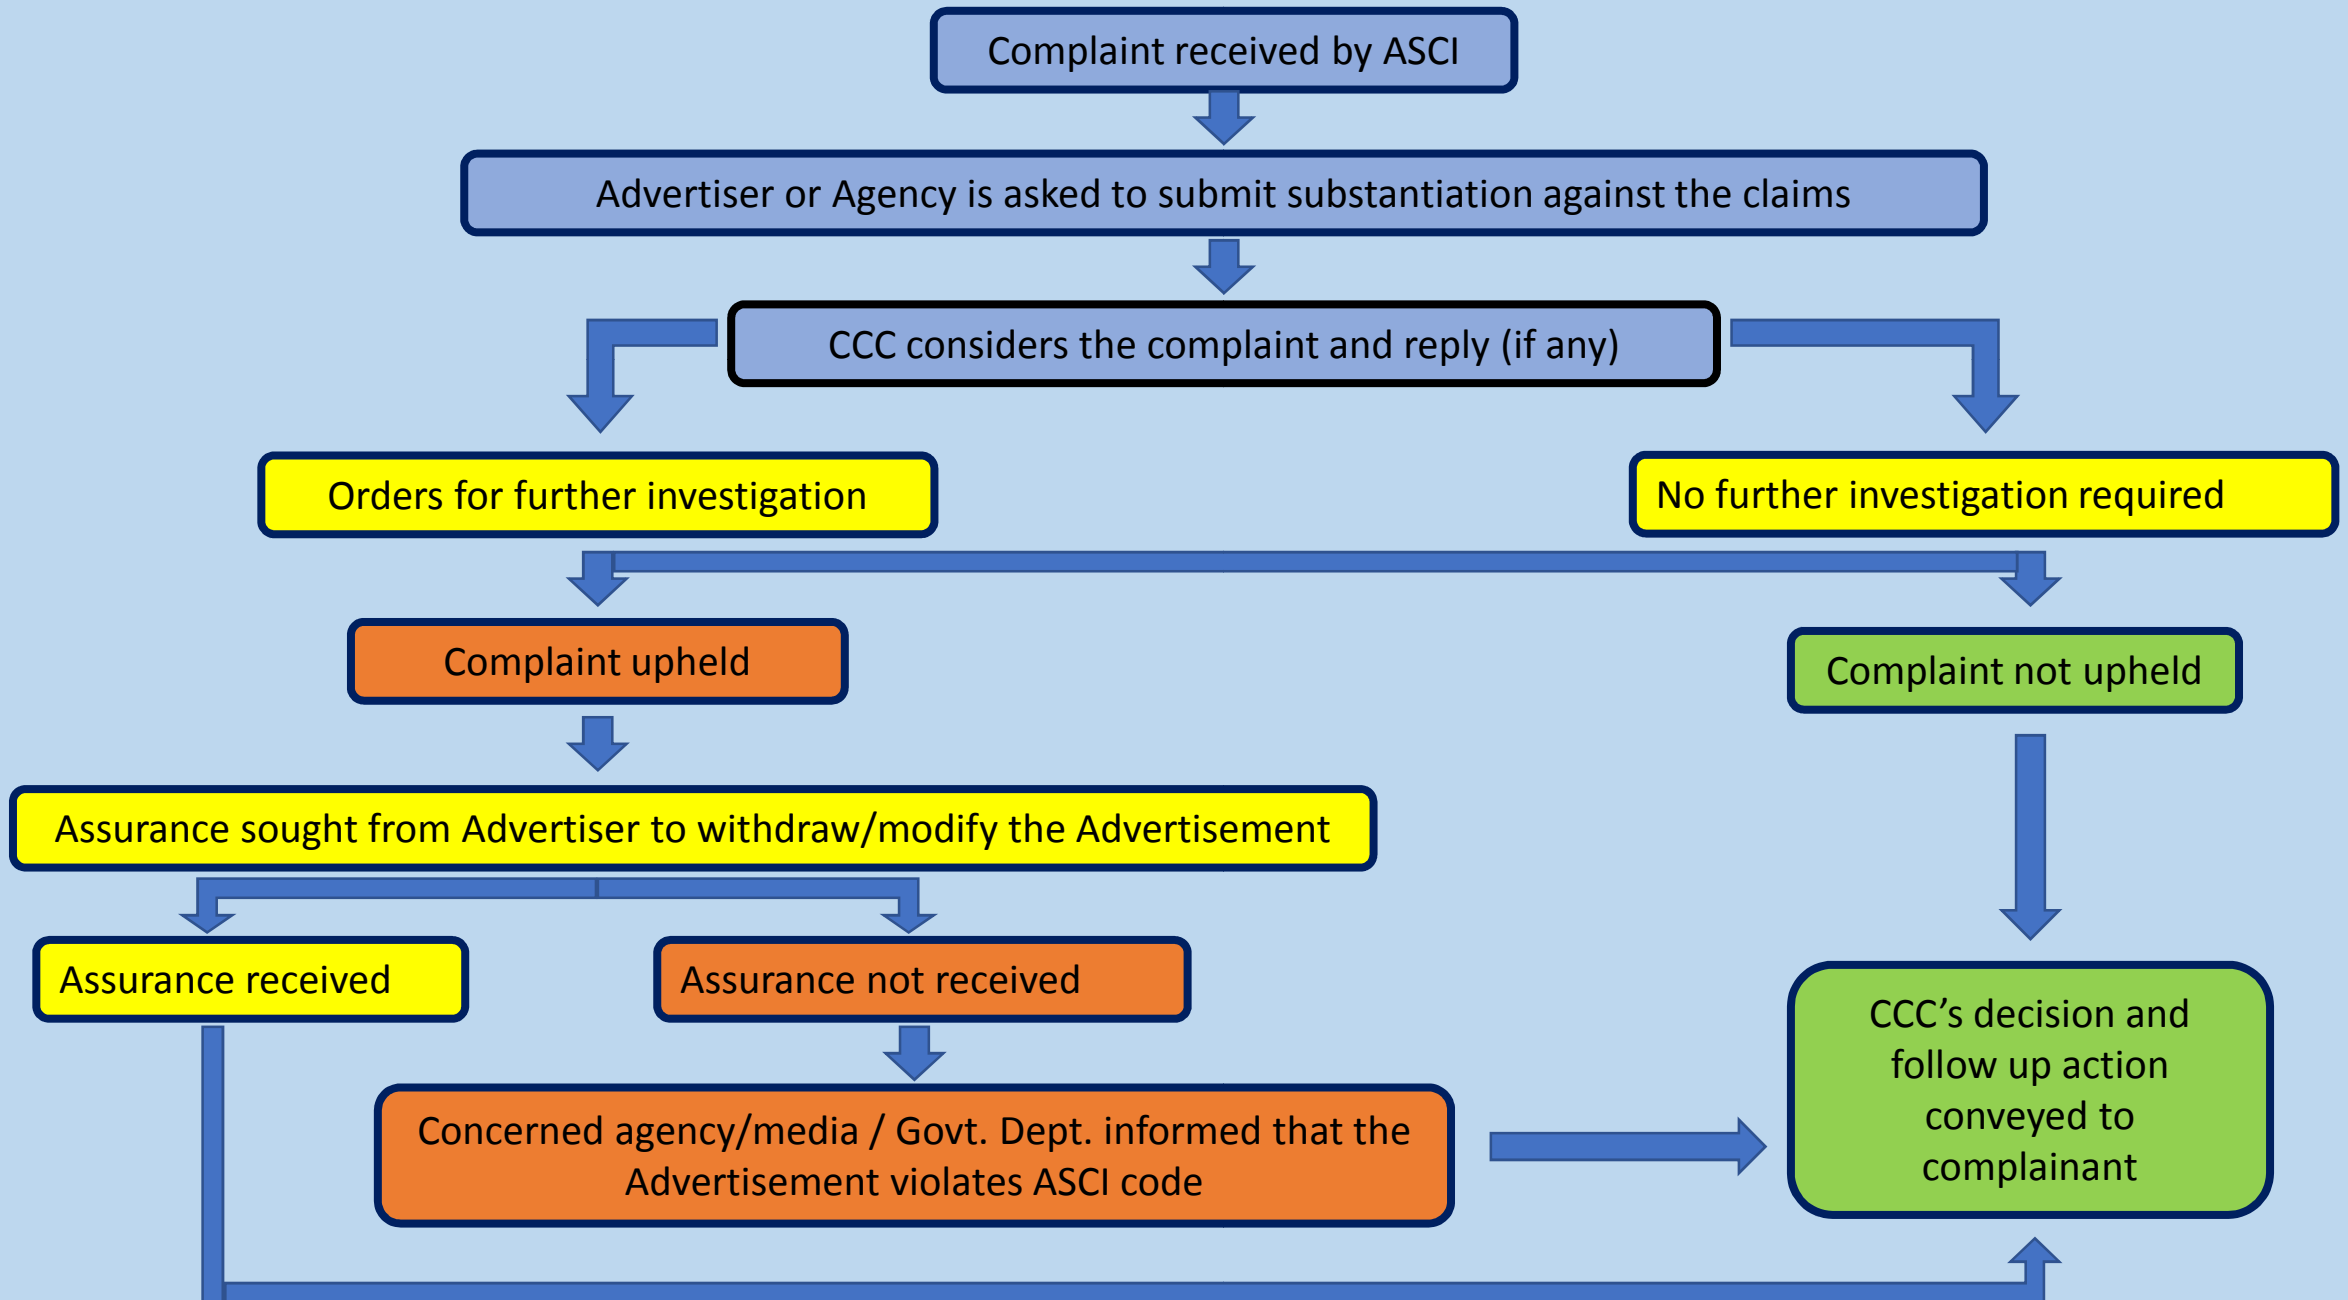 Complaint received by ASCI
Advertiser or Agency is asked to submit substantiation against the claims
CCC considers the complaint and reply (if any)
Orders for further investigation
No further investigation required
Complaint upheld
Complaint not upheld
Assurance sought from Advertiser to withdraw/modify the Advertisement
Assurance received
Assurance not received
Concerned agency/media / Govt. Dept. informed that the
Advertisement violates ASCI code
CCC’s decision and
follow up action
conveyed to
complainant